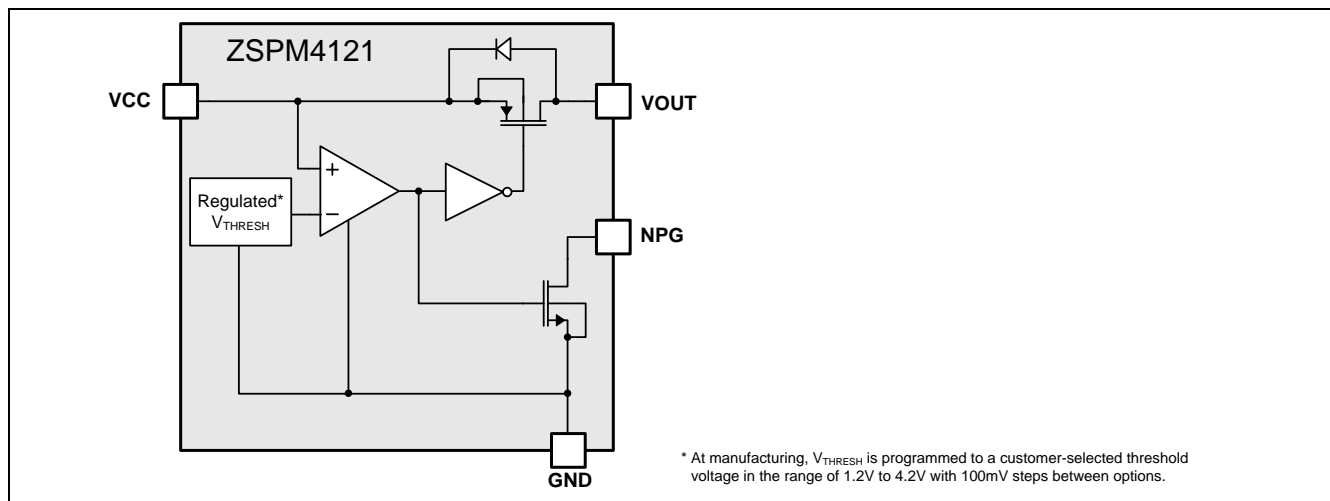 ZSPM4121
VCC
VOUT
+
Regulated*
VTHRESH
−
NPG
GND
* At manufacturing, VTHRESH is programmed to a customer-selected threshold
voltage in the range of 1.2V to 4.2V with 100mV steps between options.